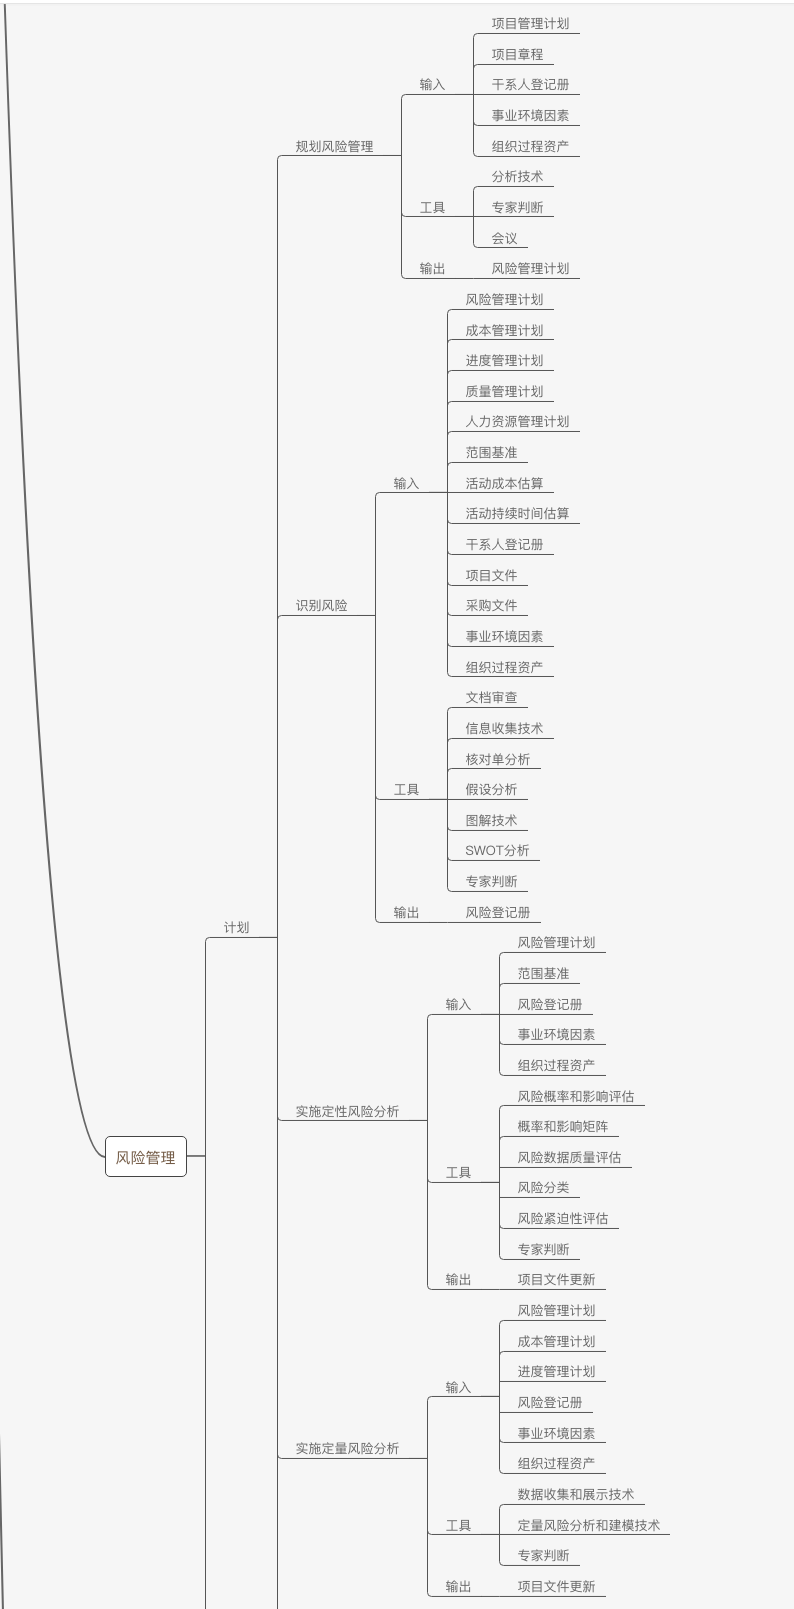 项目管理计划
项目章程
输入
干系人登记册
事业环境因素
规划风险管理
组织过程资产
分析技术
工具
专家判断
会议
输出
风险管理计划
风险管理计划
成本管理计划
进度管理计划
质量管理计划
人力资源管理计划
范围基准
输入
活动成本估算
活动持续时间估算
干系人登记册
项目文件
识别风险
采购文件
事业环境因素
组织过程资产
文档审查
信息收集技术
核对单分析
工具
假设分析
图解技术
SWOT分析
专家判断
输出
风险登记册
计划
风险管理计划
范围基准
输入
风险登记册
事业环境因素
组织过程资产
风险概率和影响评估
实施定性风险分析
概率和影响矩阵
风险管理
风险数据质量评估
工具
风险分类
风险紧迫性评估
专家判断
输出
项目文件更新
风险管理计划
成本管理计划
进度管理计划
输入
风险登记册
事业环境因素
实施定量风险分析
组织过程资产
数据收集和展示技术
工具
定量风险分析和建模技术
专家判断
输出
项目文件更新